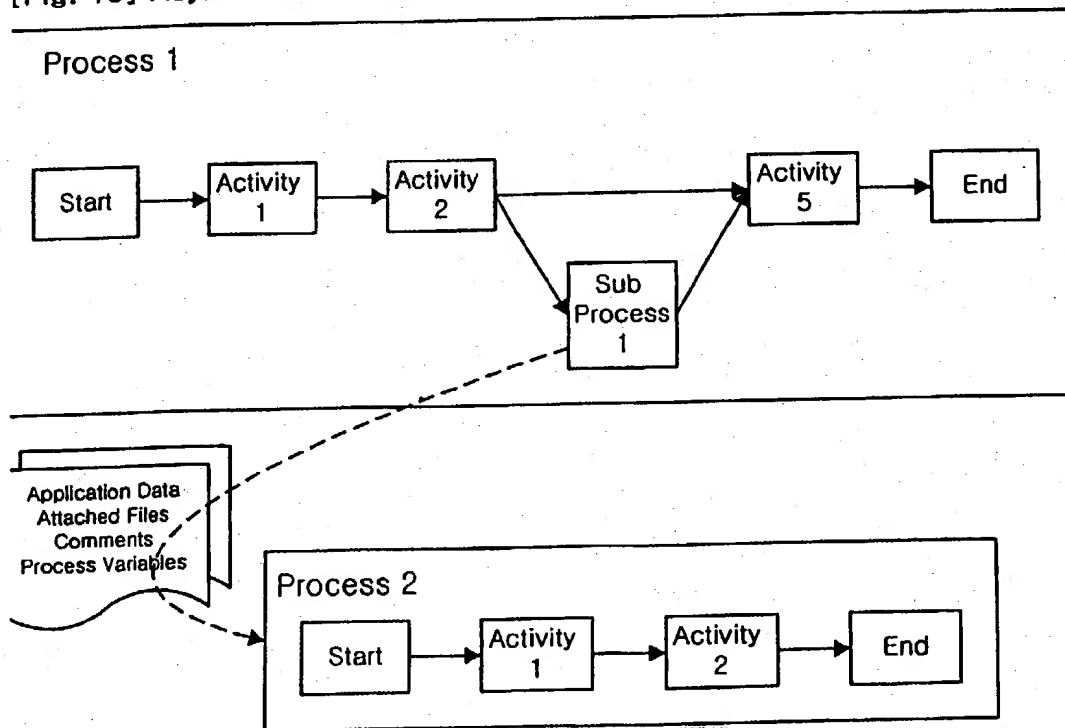 Process 1
Start
Activity
1
Activity
2
Activity
5
End
Sub
Process
1
Application Data
Attached Files
Comments
Process Variables
Process 2
Start
Activity
1
Activity
2
End